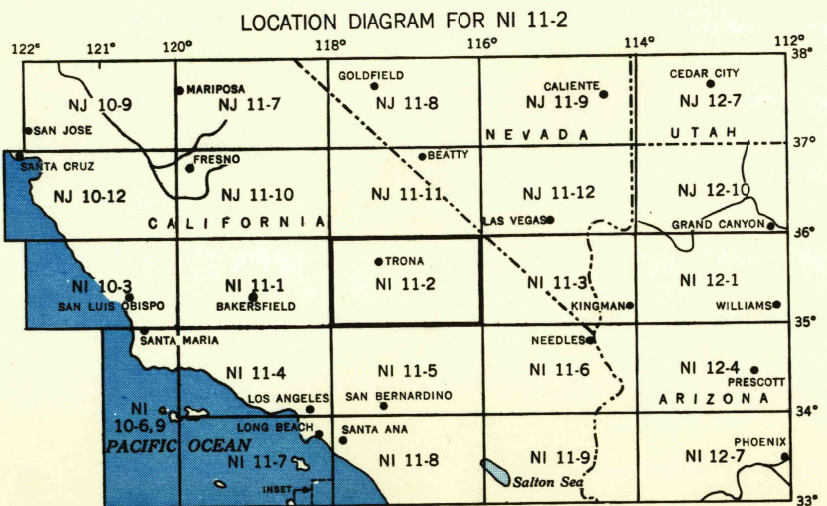 LOCATION DIAGRAM FOR NI 11-2
122° 121° 120° 118° 116° 114° 112°
38°
GOLDFIELD CALIENTE CEDAR CITY
MARIPOSA
NJ 10-9 NJ 11-7 NJ 11-8 NJ 11-9 NJ 12-7
SAN JOSE
NEVADA UTAH
37°
SANTA CRUZ FRESNO BEATTY
NJ 10-12 NJ 11-10 NJ 11-11 NJ 11-12 NJ 12-10
CALIFORNIA LAS VEGAS GRAND CANYON
36°
TRONA
NI 10-3 NI 11-1 NI 11-2 NI 11-3 NI 12-1
SAN LUIS OBISPO BAKERSFIELD KINGMAN WILLIAMS
35°
SANTA MARIA NEEDLES
NI 11-4 NI 11-5 NI 11-6 NI 12-4
PRESCOTT
LOS ANGELES SAN BERNARDINO ARIZONA
NI
10-6,9
34°
LONG BEACH SANTA ANA
PACIFIC OCEAN PHOENIX
NI 11-7 NI 11-8 NI 11-9 NI 12-7
INSET Salton Sea
33°